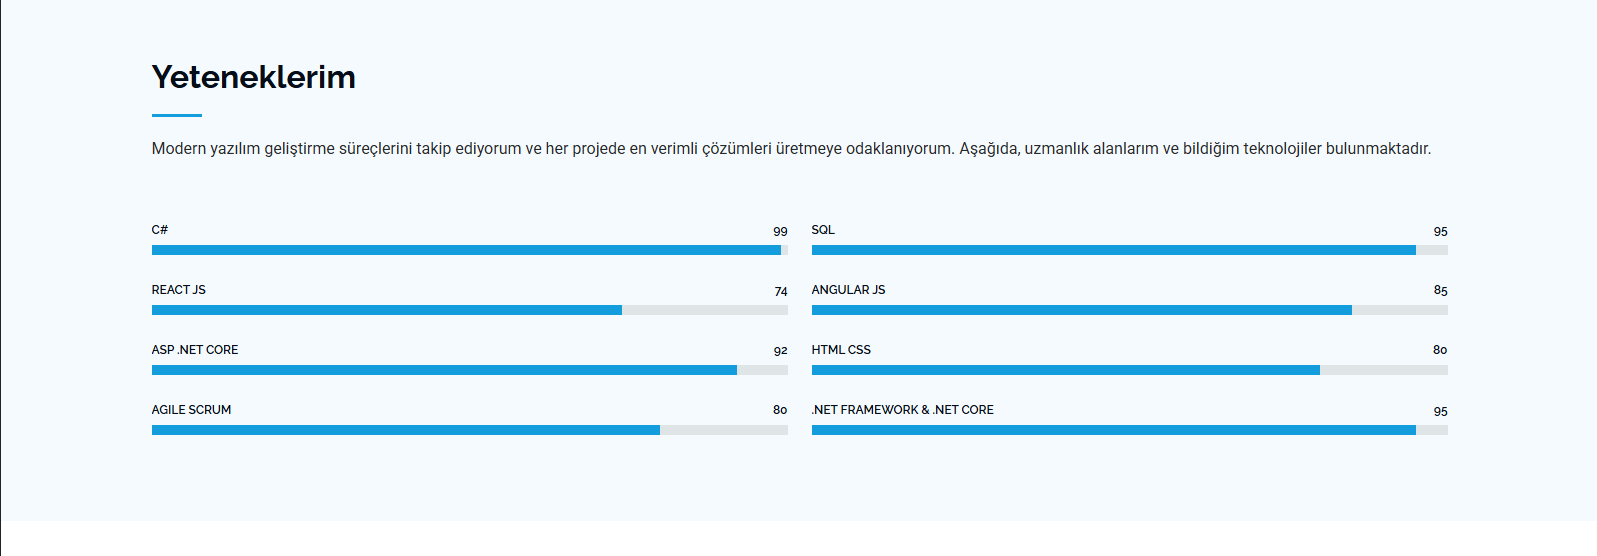 Yeteneklerim
Modern yazılım geliştirme süreçlerini takip ediyorum ve her projede en verimli çözümleri üretmeye odaklanıyorum. Aşağıda, uzmanlık alanlarım ve bildiğim teknolojiler bulunmaktadır.
C# 99
SQL 95
REACT JS 74
ANGULAR JS 85
ASP .NET CORE 92
HTML CSS 80
AGILE SCRUM 80
.NET FRAMEWORK & .NET CORE 95